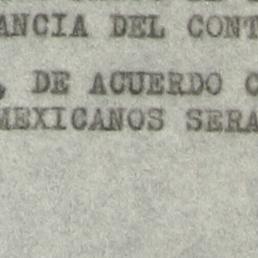 ANCIA DEL CONT
, DE ACUERDO C
MEXICANOS SERA